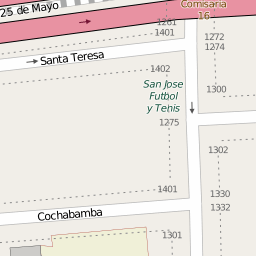 25 de Mayo
Comisaría
16
1261
1401
1272
1274
Santa Teresa
1402
San Jose
Futbol
y Tenis
1300
1275
1302
1401
1330
1332
Cochabamba
1301